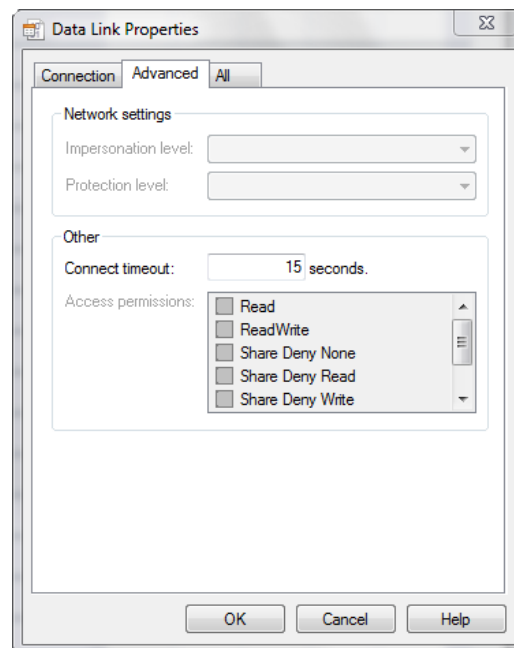 Data Link Properties
Connection Advanced All
Network settings
Impersonation level:
Protection level:
Other
Connect timeout: 15 seconds.
Access permissions: Read
ReadWrite
Share Deny None
Share Deny Read
Share Deny Write
OK Cancel Help